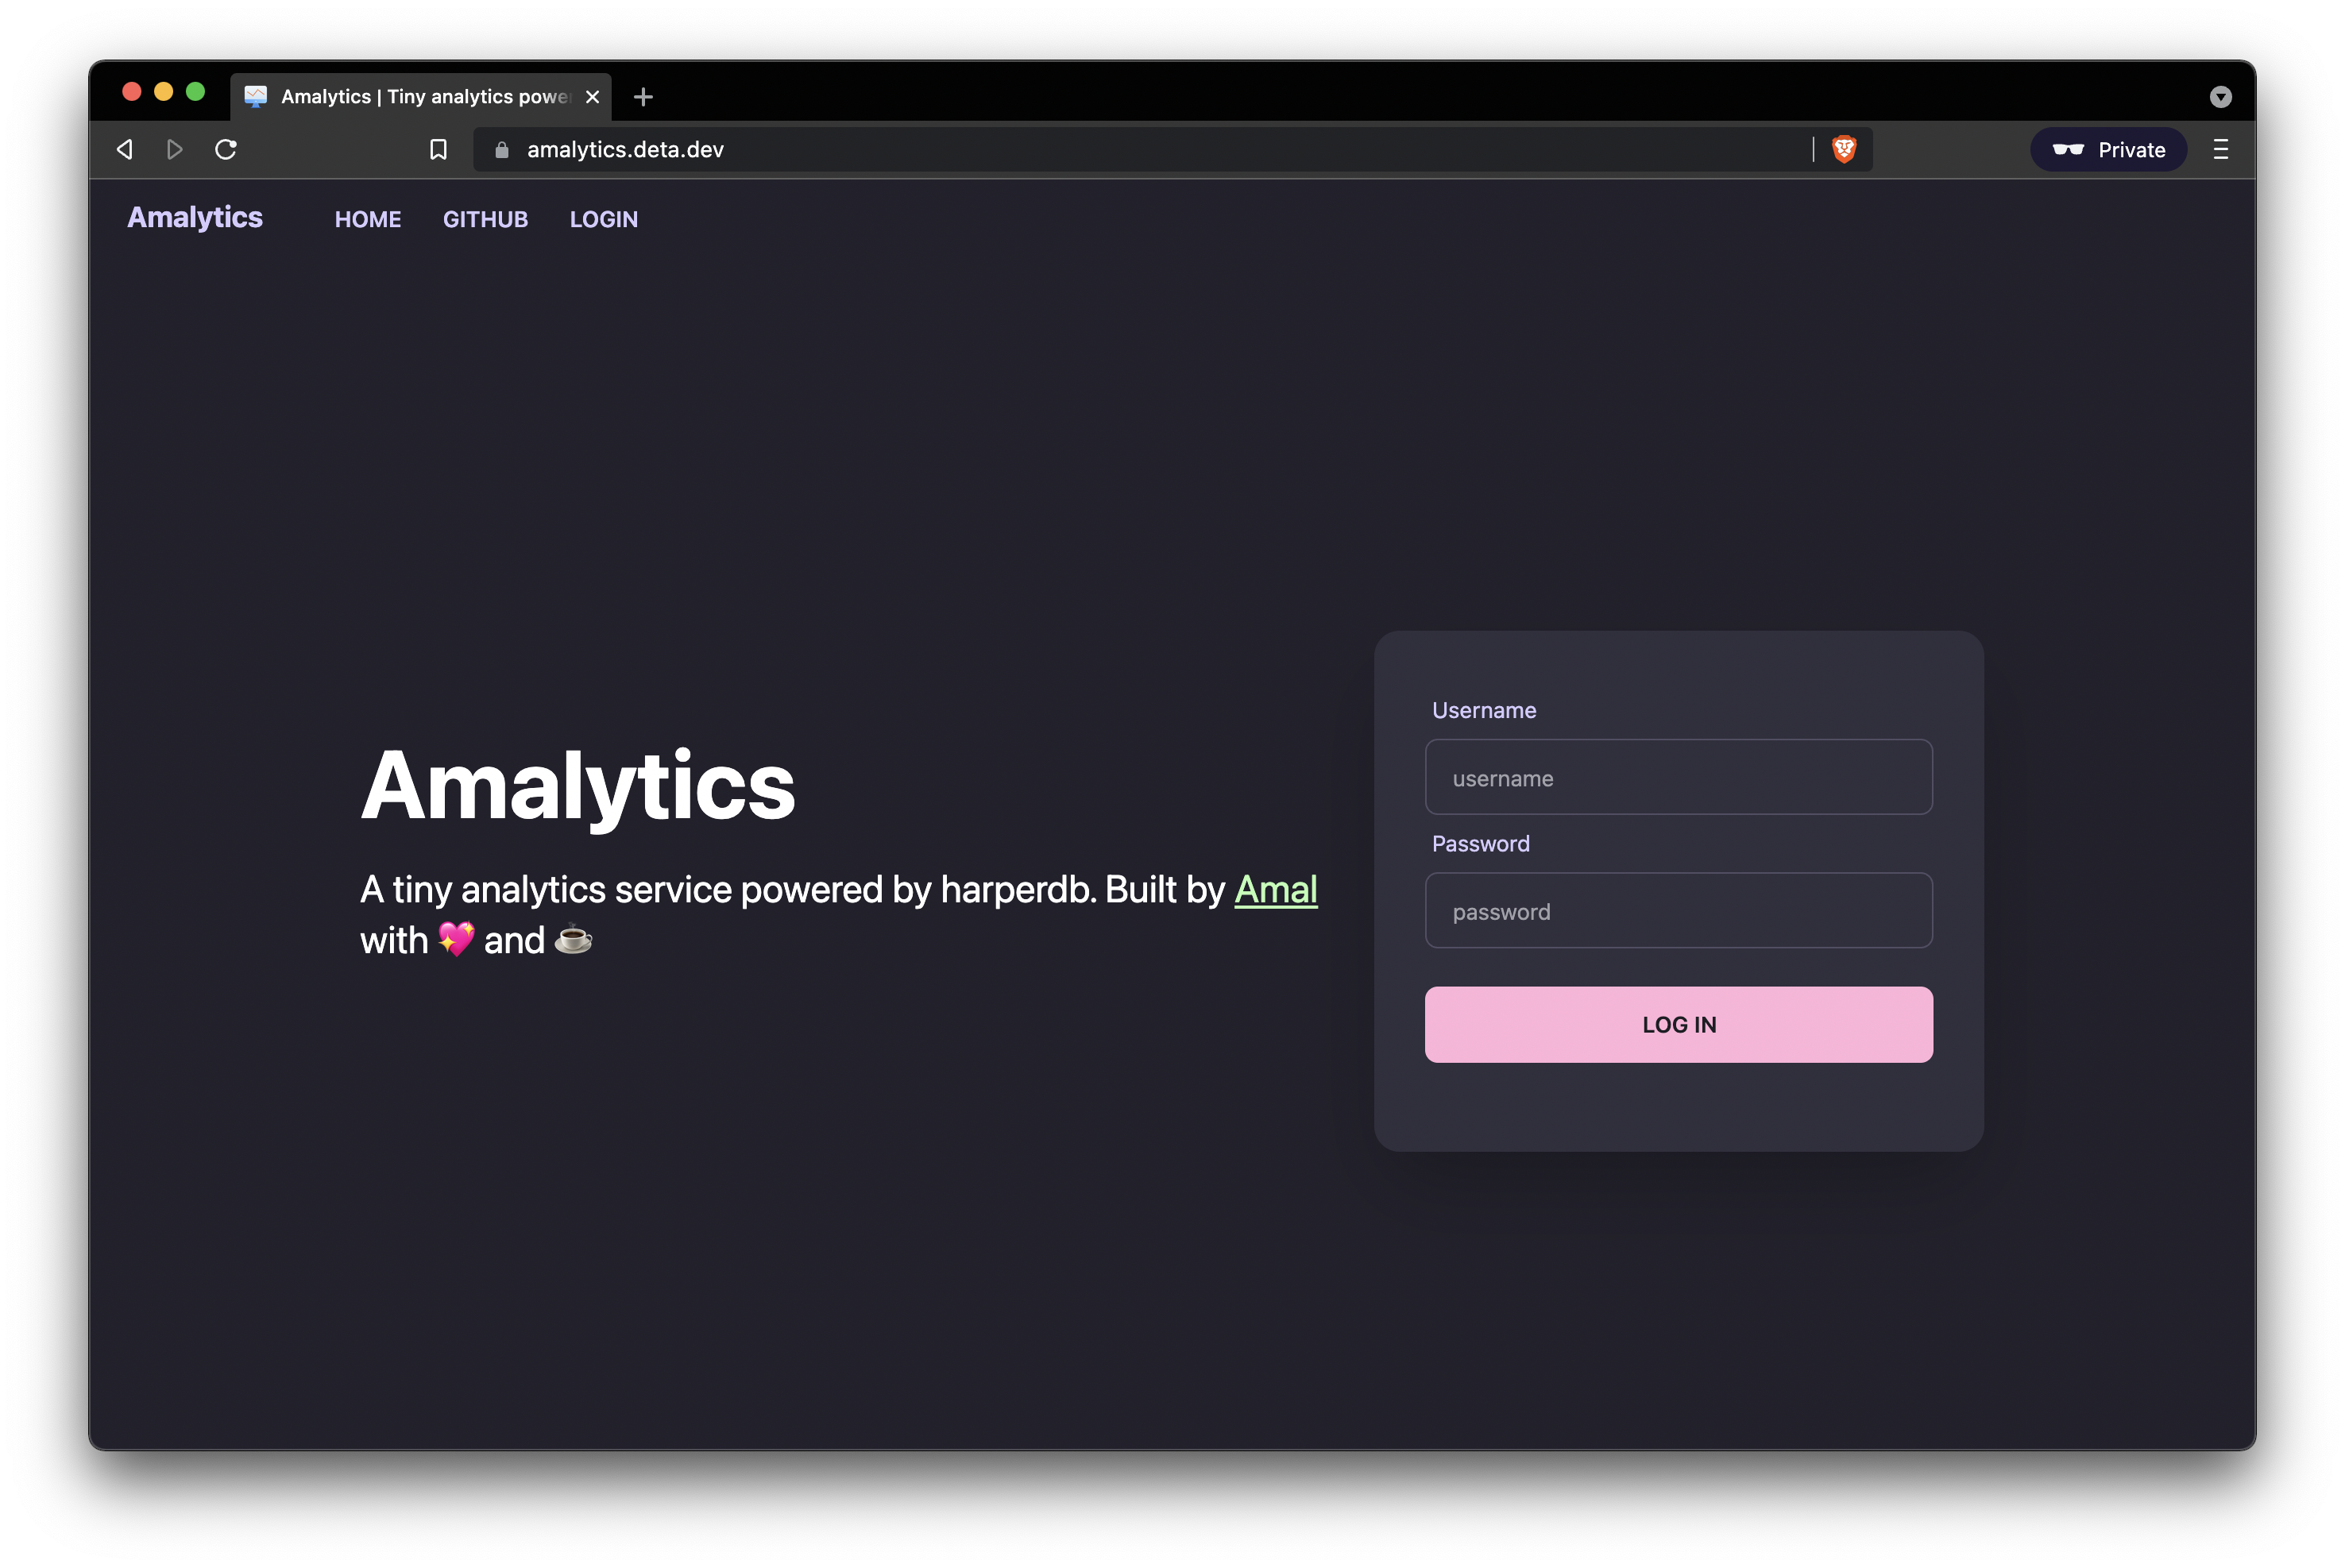 Amalytics | Tiny analytics powe
amalytics.deta.dev
Private
Amalytics HOME GITHUB LOGIN
Amalytics
A tiny analytics service powered by harperdb. Built by Amal
with 💖 and ☕
Username
username
Password
password
LOG IN